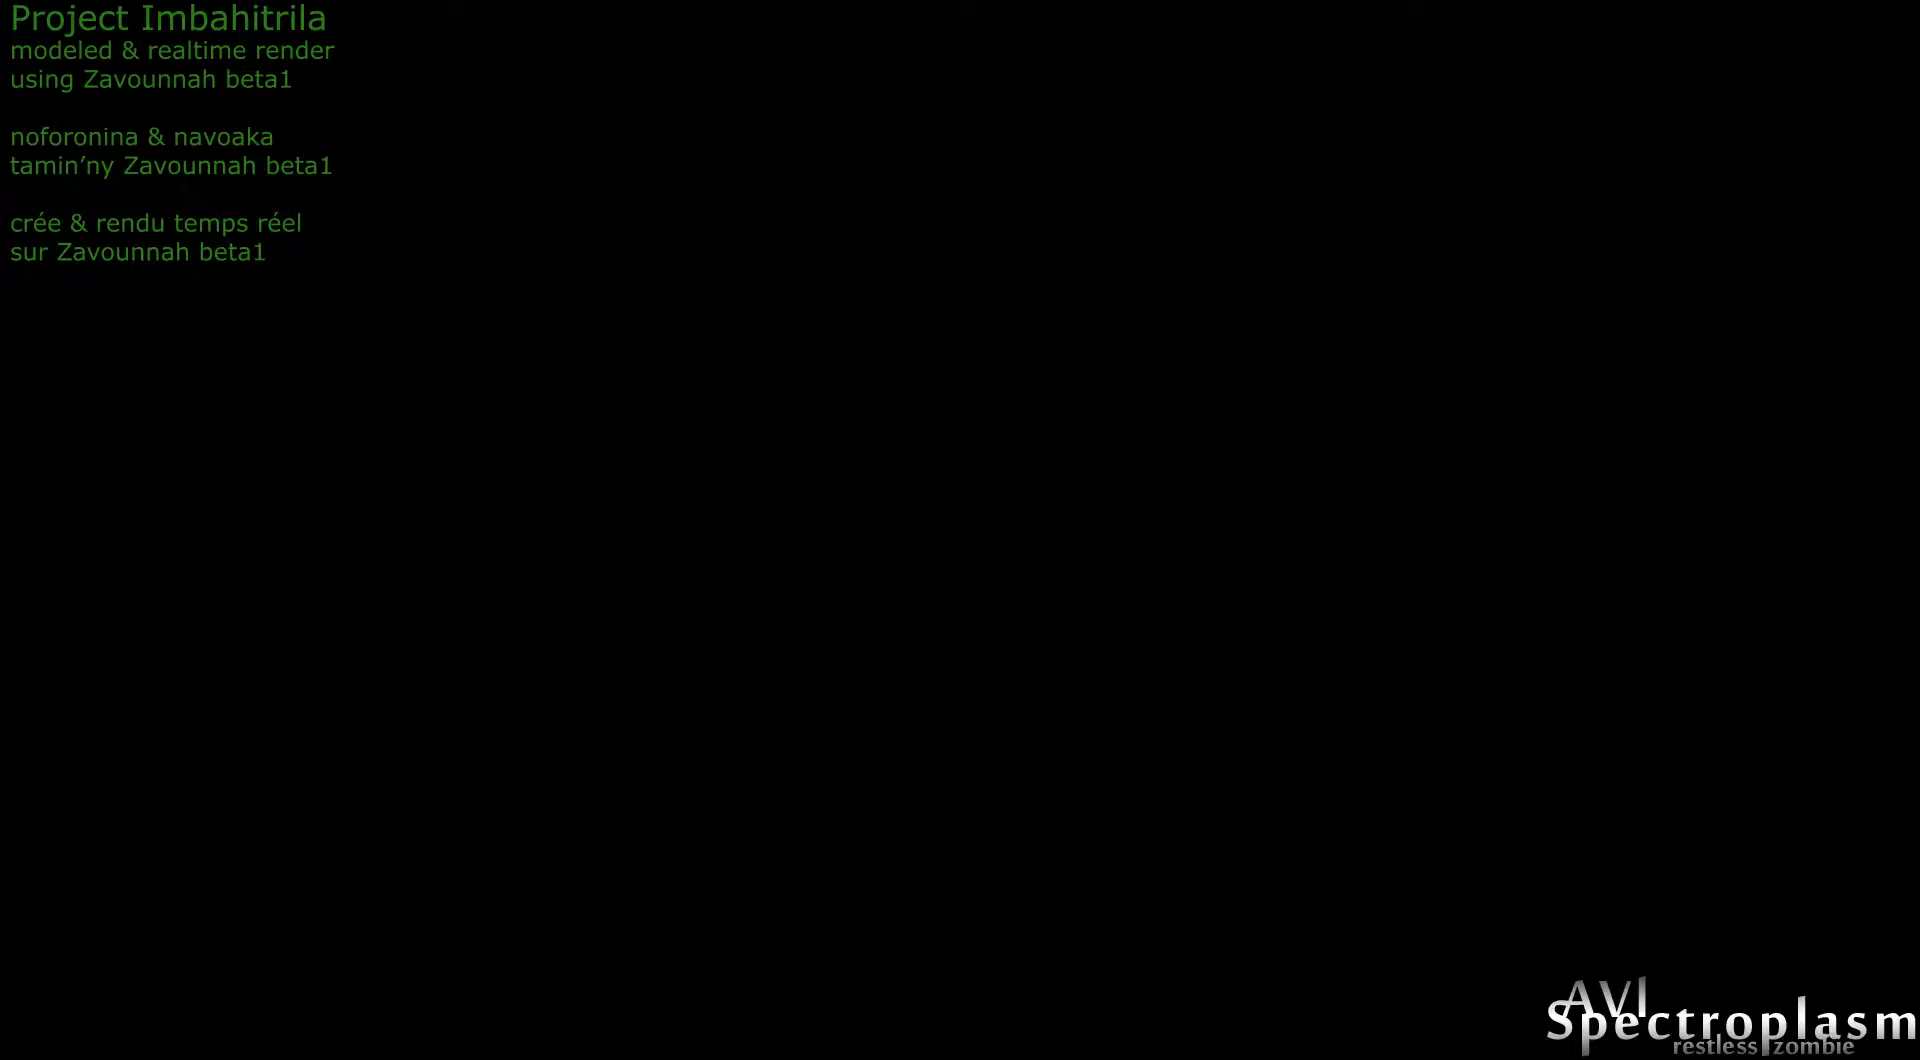 Project Imbahitrila
modeled & realtime render
using Zavounnah beta1
noforonina & navoaka
tamin’ny Zavounnah beta1
crée & rendu temps réel
sur Zavounnah beta1
AVI
Spectroplasm
restless zombie